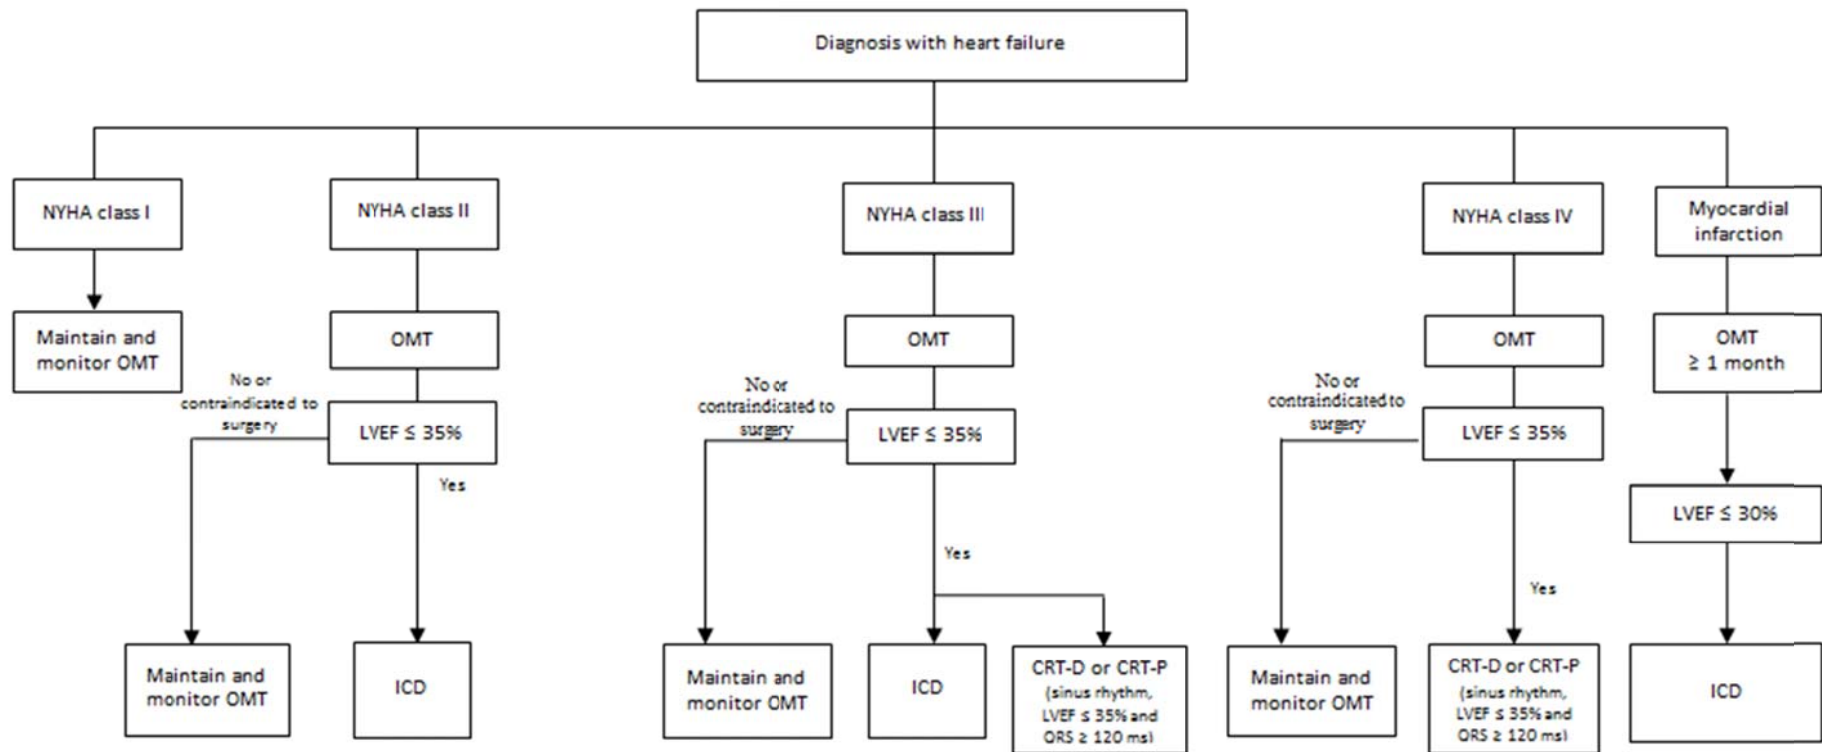 Diagnosis with heart failure
NYHA class I
NYHA class II
NYHA class III
NYHA class IV
Myocardial
infarction
Maintain and
monitor OMT
OMT
OMT
OMT
OMT
≥ 1 month
No or
contraindicated to
surgery
LVEF ≤ 35%
Yes
No or
contraindicated to
surgery
LVEF ≤ 35%
Yes
No or
contraindicated to
surgery
LVEF ≤ 35%
Yes
LVEF ≤ 30%
Maintain and
monitor OMT
ICD
Maintain and
monitor OMT
ICD
CRT-D or CRT-P
(sinus rhythm,
LVEF ≤ 35% and
QRS ≥ 120 ms)
Maintain and
monitor OMT
CRT-D or CRT-P
(sinus rhythm,
LVEF ≤ 35% and
QRS ≥ 120 ms)
ICD